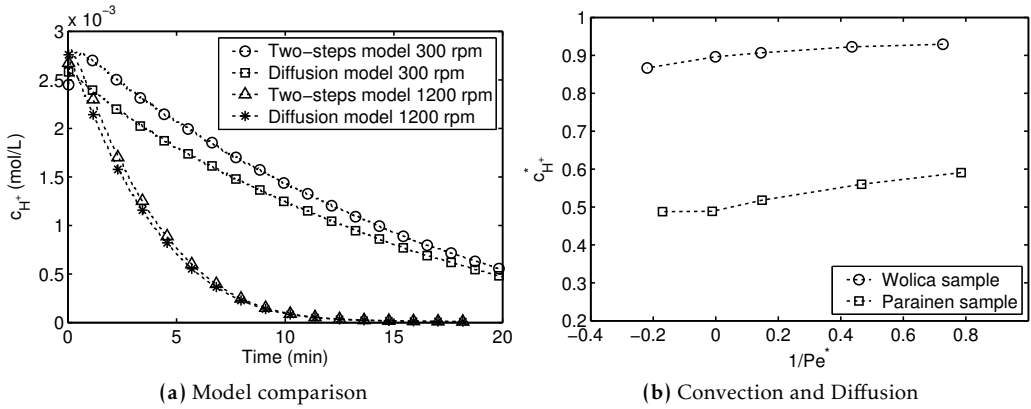 x 10⁻³
3
2.5
2
1.5
1
0.5
0
c_H⁺ (mol/L)
Two-steps model 300 rpm
Diffusion model 300 rpm
Two-steps model 1200 rpm
Diffusion model 1200 rpm
0 5 10 15 20
Time (min)
(a) Model comparison
1
0.9
0.8
0.7
0.6
0.5
0.4
0.3
0.2
c*_H⁺
Wolica sample
Parainen sample
−0.4 −0.2 0 0.2 0.4 0.6 0.8 1
1/Pe*
(b) Convection and Diffusion